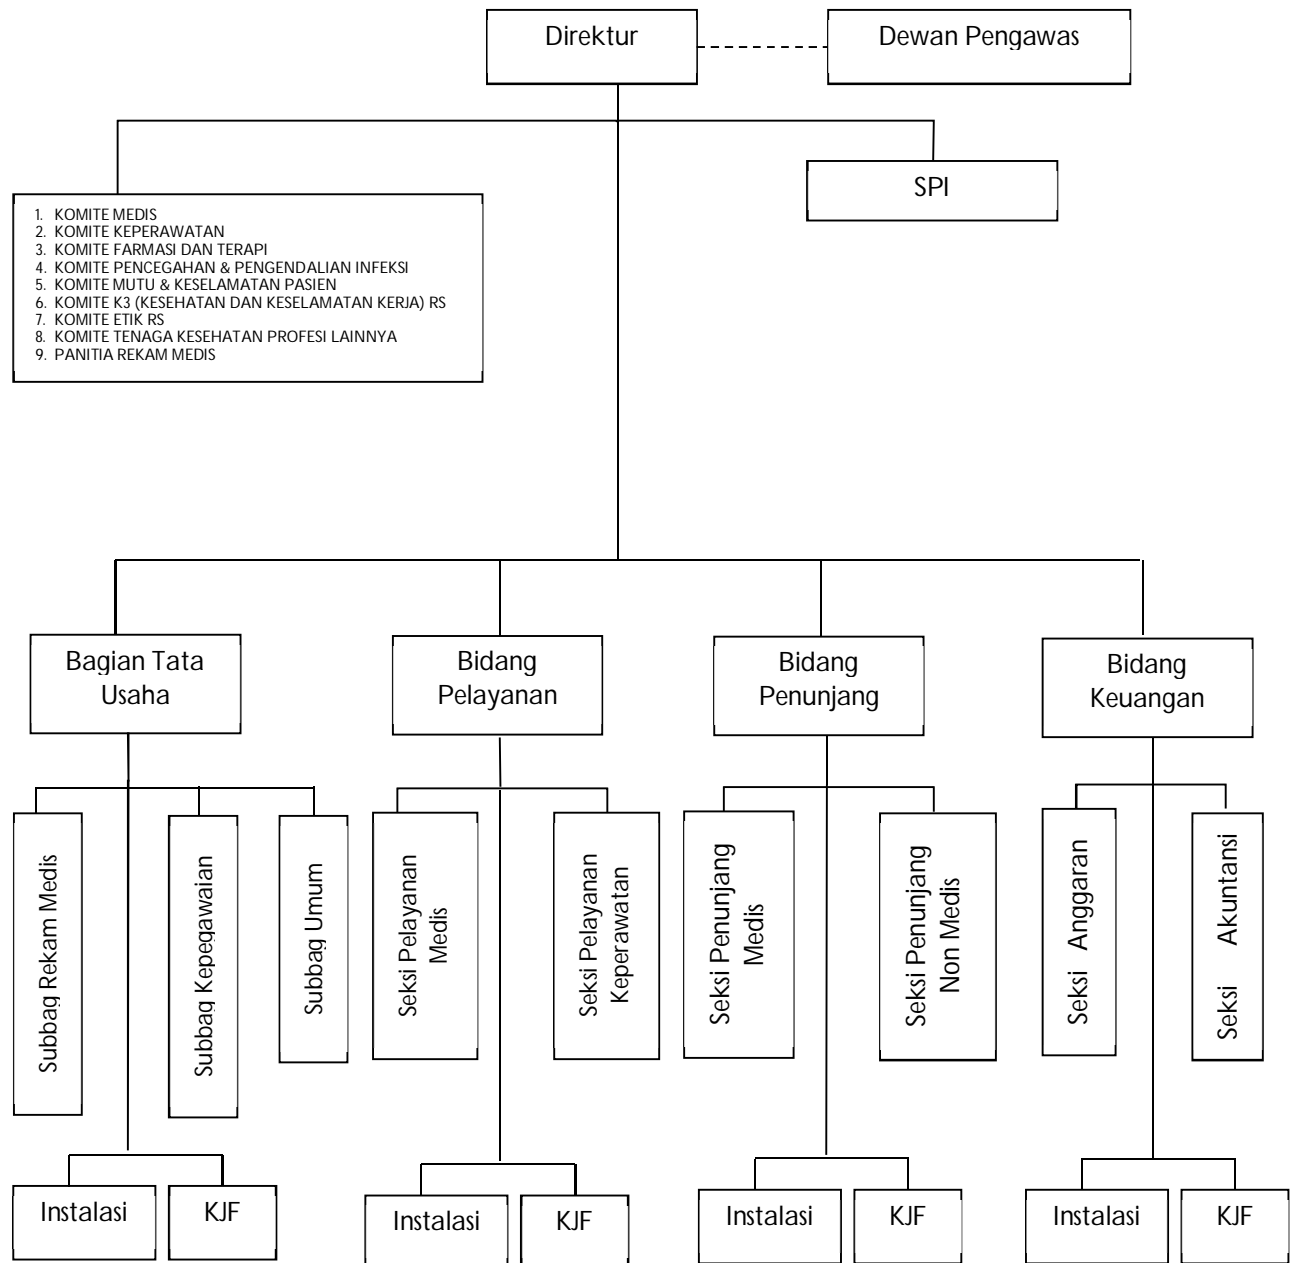 Direktur
Dewan Pengawas
SPI
1. KOMITE MEDIS
2. KOMITE KEPERAWATAN
3. KOMITE FARMASI DAN TERAPI
4. KOMITE PENCEGAHAN & PENGENDALIAN INFEKSI
5. KOMITE MUTU & KESELAMATAN PASIEN
6. KOMITE K3 (KESEHATAN DAN KESELAMATAN KERJA) RS
7. KOMITE ETIK RS
8. KOMITE TENAGA KESEHATAN PROFESI LAINNYA
9. PANITIA REKAM MEDIS
Bagian Tata
Usaha
Bidang
Pelayanan
Bidang
Penunjang
Bidang
Keuangan
Subbag Rekam Medis
Subbag Kepegawaian
Subbag Umum
Seksi Pelayanan
Medis
Seksi Pelayanan
Keperawatan
Seksi Penunjang
Medis
Seksi Penunjang
Non Medis
Seksi Anggaran
Seksi Akuntansi
Instalasi
KJF
Instalasi
KJF
Instalasi
KJF
Instalasi
KJF